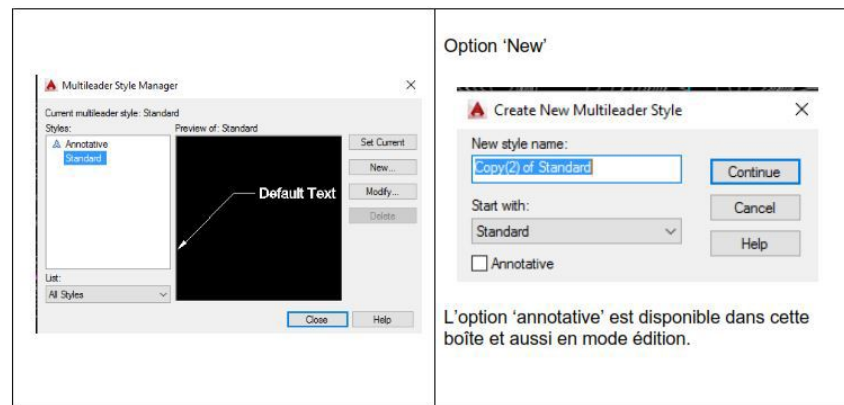 Multileader Style Manager
Current multileader style: Standard
Styles:
Preview of: Standard
Annotative
Standard
Default Text
Set Current
New...
Modify...
Delete
List:
All Styles
Close
Help
Option ‘New’
Create New Multileader Style
New style name:
Copy(2) of Standard
Continue
Start with:
Cancel
Standard
Help
Annotative
L’option ‘annotative’ est disponible dans cette
boîte et aussi en mode édition.